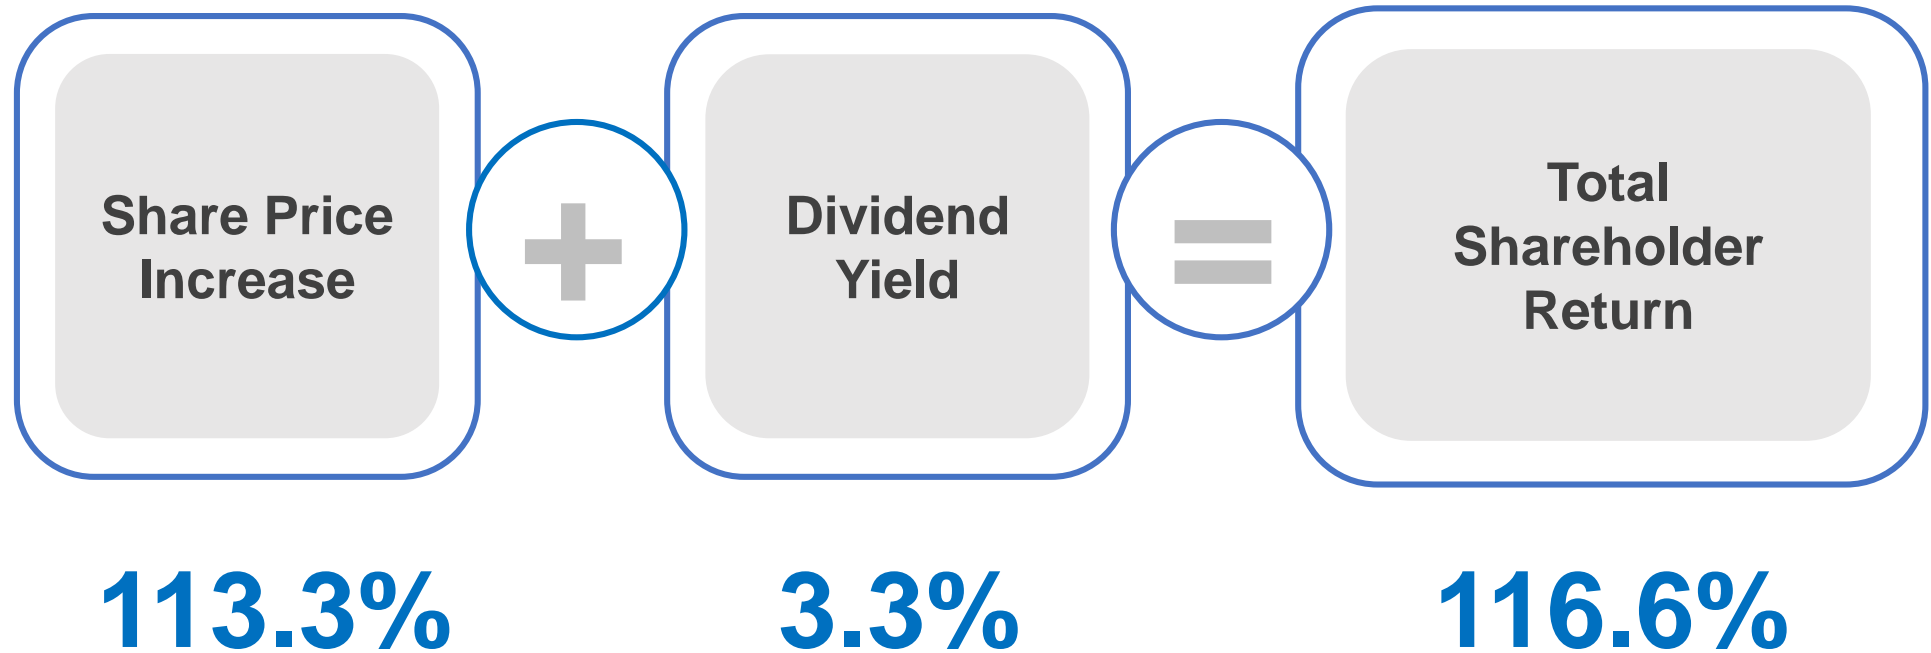 Share Price
Increase
+
Dividend
Yield
=
Total
Shareholder
Return
113.3%
3.3%
116.6%